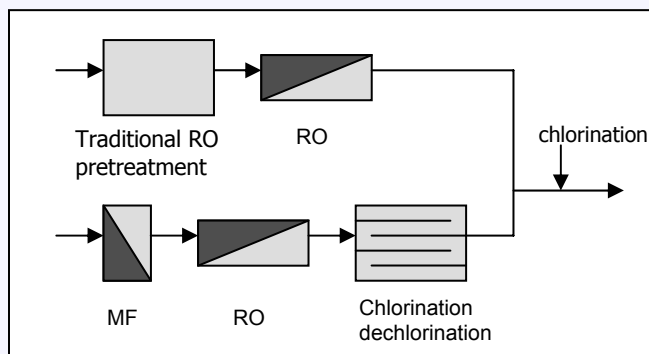 Traditional RO
pretreatment
RO
chlorination
MF
RO
Chlorination
dechlorination